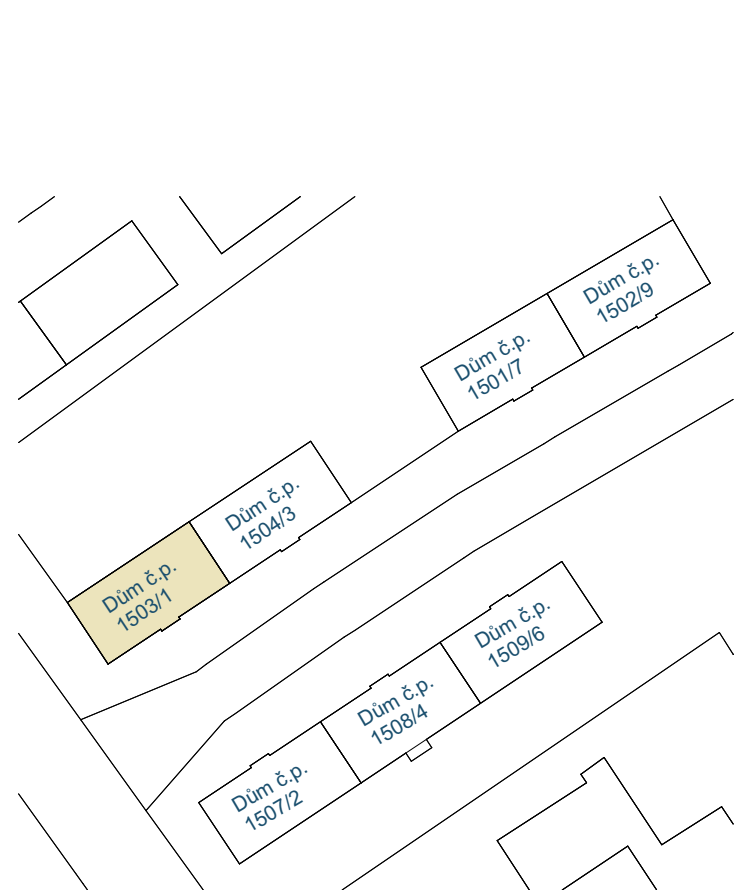 Dům č.p.
1502/9
Dům č.p.
1501/7
Dům č.p.
1504/3
Dům č.p.
1503/1
Dům č.p.
1509/6
Dům č.p.
1508/4
Dům č.p.
1507/2